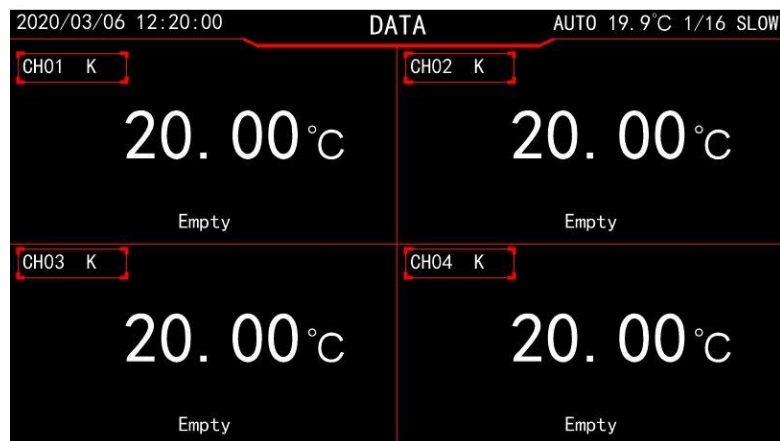 2020/03/06 12:20:00 DATA AUTO 19.9℃ 1/16 SLOW
CH01 K
20.00℃
Empty
CH02 K
20.00℃
Empty
CH03 K
20.00℃
Empty
CH04 K
20.00℃
Empty